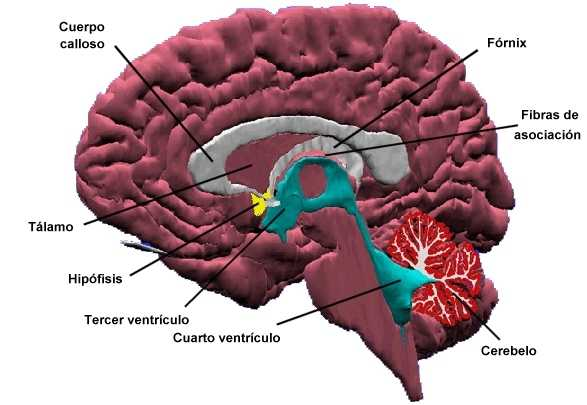 Cuerpo
calloso
Fórnix
Fibras de
asociación
Tálamo
Hipófisis
Tercer ventrículo
Cuarto ventrículo
Cerebelo